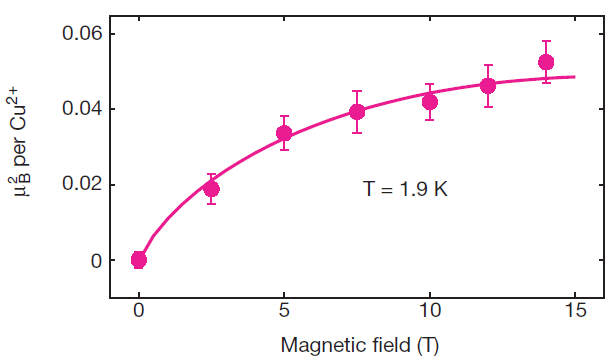 0.06
0.04
0.02
0
μ²B per Cu²⁺
T = 1.9 K
0
5
10
15
Magnetic field (T)